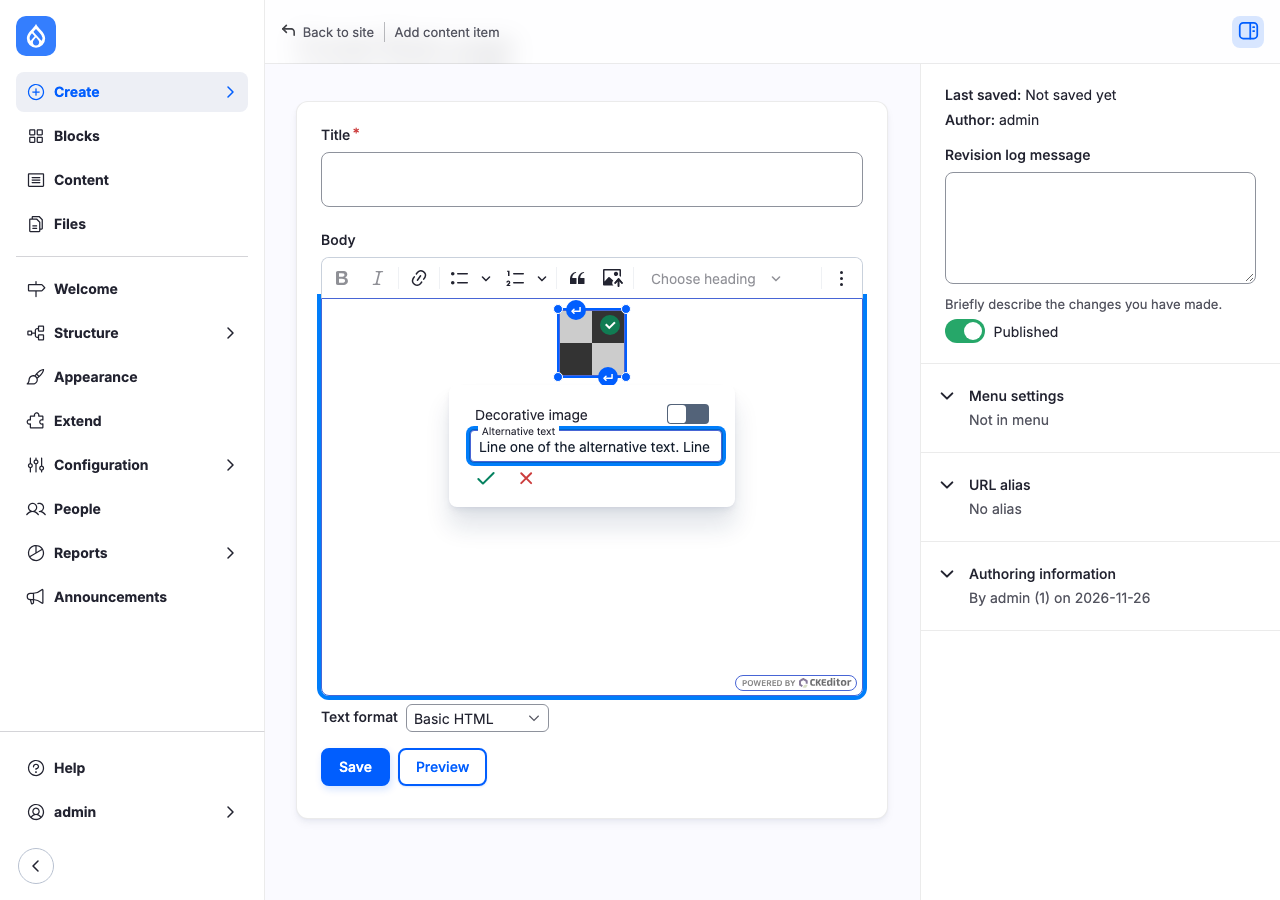 Back to site
Add content item
Create
Blocks
Content
Files
Welcome
Structure
Appearance
Extend
Configuration
People
Reports
Announcements
Help
admin
Title*
Body
B I
Choose heading
Decorative image
Alternative text
Line one of the alternative text. Line
POWERED BY CKEditor
Text format
Basic HTML
Save
Preview
Last saved: Not saved yet
Author: admin
Revision log message
Briefly describe the changes you have made.
Published
Menu settings
Not in menu
URL alias
No alias
Authoring information
By admin (1) on 2026-11-26